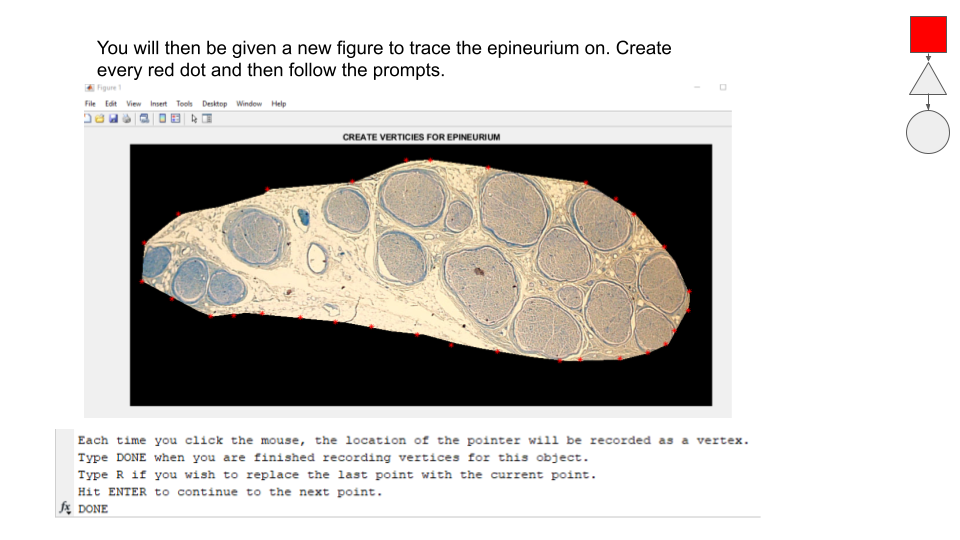 You will then be given a new figure to trace the epineurium on. Create
every red dot and then follow the prompts.
Figure 1
File Edit View Insert Tools Desktop Window Help
CREATE VERTICIES FOR EPINEURIUM
Each time you click the mouse, the location of the pointer will be recorded as a vertex.
Type DONE when you are finished recording vertices for this object.
Type R if you wish to replace the last point with the current point.
Hit ENTER to continue to the next point.
fx DONE